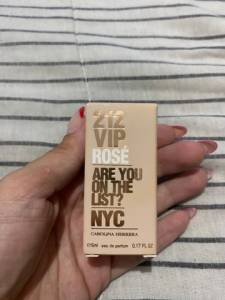 212
VIP
ROSÉ
ARE YOU
ON THE
LIST?
NYC
CAROLINA HERRERA
℮5ml eau de parfum 0.17 FL.OZ